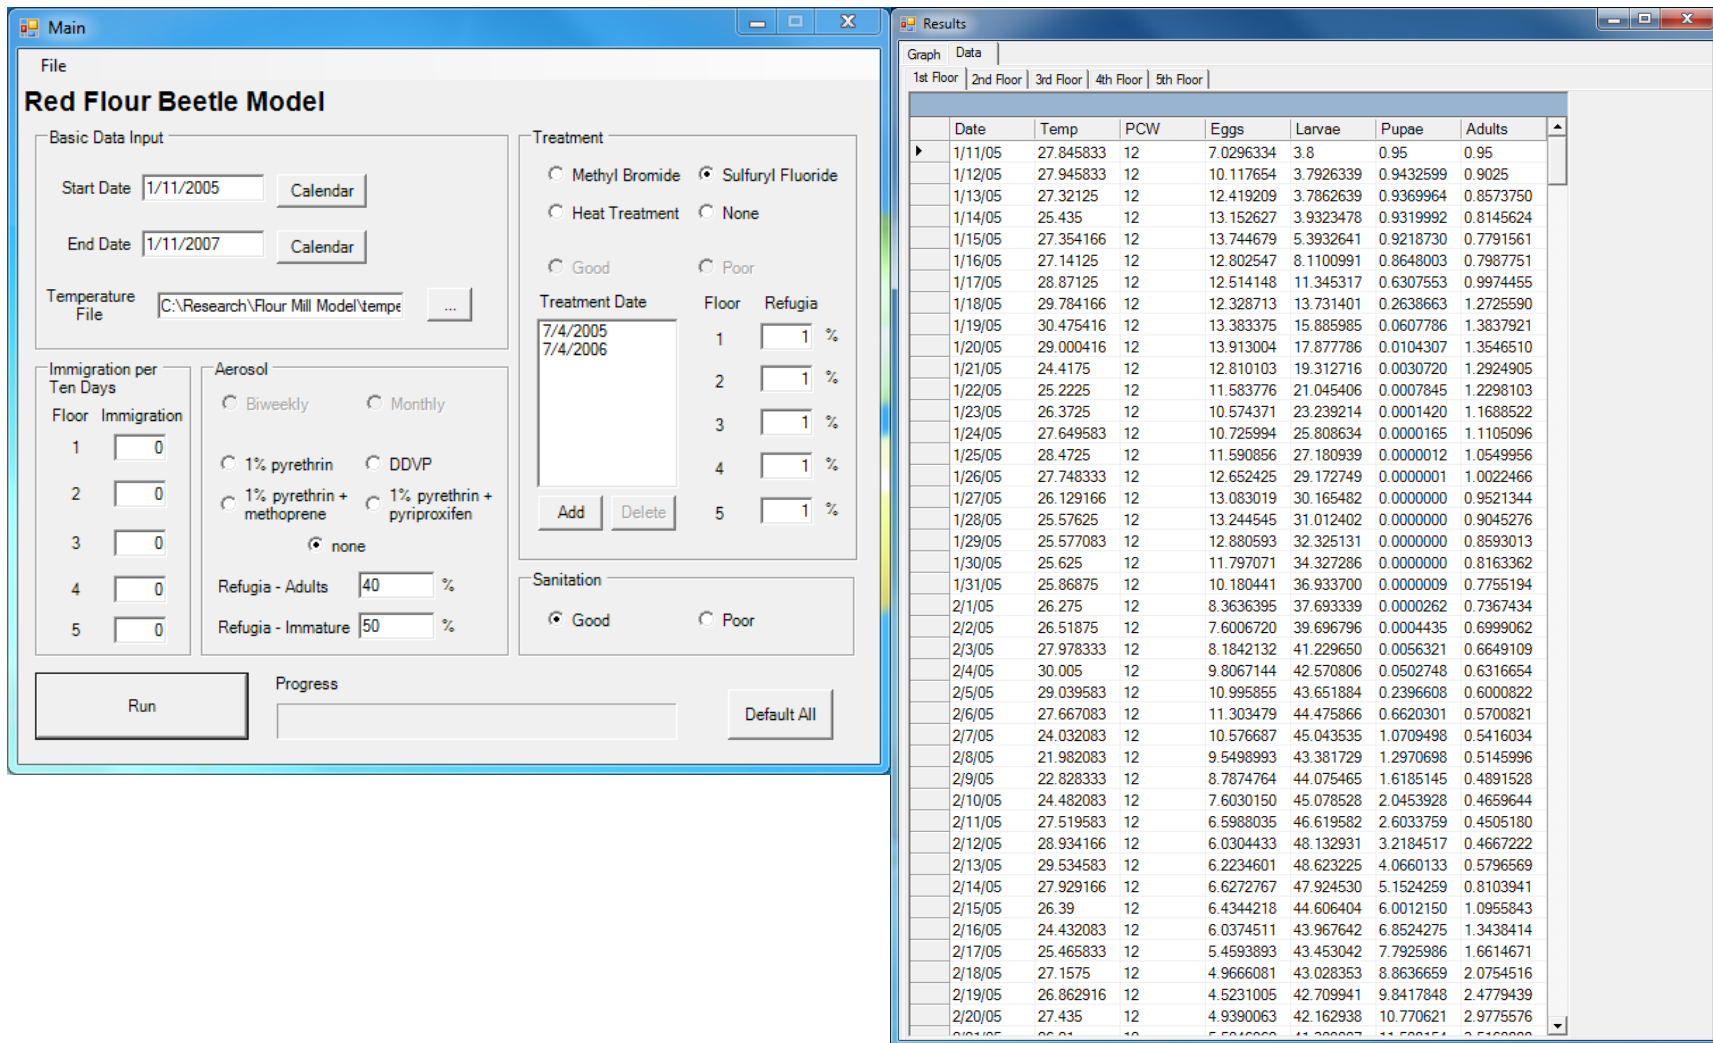 Main
File
Red Flour Beetle Model
Basic Data Input
Start Date 1/11/2005 Calendar
End Date 1/11/2007 Calendar
Temperature
File C:\Research\Flour Mill Model\tempe ...
Immigration per
Ten Days
Floor Immigration
1 0
2 0
3 0
4 0
5 0
Aerosol
Biweekly Monthly
1% pyrethrin DDVP
1% pyrethrin +
methoprene
1% pyrethrin +
pyriproxifen
none
Refugia - Adults 40 %
Refugia - Immature 50 %
Treatment
Methyl Bromide Sulfuryl Fluoride
Heat Treatment None
Good Poor
Treatment Date Floor Refugia
7/4/2005
7/4/2006
1 1 %
2 1 %
3 1 %
4 1 %
5 1 %
Add Delete
Sanitation
Good Poor
Run
Progress
Default All
Results
Graph Data
1st Floor 2nd Floor 3rd Floor 4th Floor 5th Floor
Date Temp PCW Eggs Larvae Pupae Adults
1/11/05 27.845833 12 7.0296334 3.8 0.95 0.95
1/12/05 27.945833 12 10.117654 3.7926339 0.9432599 0.9025
1/13/05 27.32125 12 12.419209 3.7862639 0.9369964 0.8573750
1/14/05 25.435 12 13.152627 3.9323478 0.9319992 0.8145624
1/15/05 27.354166 12 13.744679 5.3932641 0.9218730 0.7791561
1/16/05 27.14125 12 12.802547 8.1100991 0.8648003 0.7987751
1/17/05 28.87125 12 12.514148 11.345317 0.6307553 0.9974455
1/18/05 29.784166 12 12.328713 13.731401 0.2638663 1.2725590
1/19/05 30.475416 12 13.383375 15.885985 0.0607786 1.3837921
1/20/05 29.000416 12 13.913004 17.877786 0.0104307 1.3546510
1/21/05 24.4175 12 12.810103 19.312716 0.0030720 1.2924905
1/22/05 25.2225 12 11.583776 21.045406 0.0007845 1.2298103
1/23/05 26.3725 12 10.574371 23.239214 0.0001420 1.1688522
1/24/05 27.649583 12 10.725994 25.808634 0.0000165 1.1105096
1/25/05 28.4725 12 11.590856 27.180939 0.0000012 1.0549956
1/26/05 27.748333 12 12.652425 29.172749 0.0000001 1.0022466
1/27/05 26.129166 12 13.083019 30.165482 0.0000000 0.9521344
1/28/05 25.57625 12 13.244545 31.012402 0.0000000 0.9045276
1/29/05 25.577083 12 12.880593 32.325131 0.0000000 0.8593013
1/30/05 25.625 12 11.797071 34.327286 0.0000000 0.8163362
1/31/05 25.86875 12 10.180441 36.933700 0.0000009 0.7755194
2/1/05 26.275 12 8.3636395 37.693339 0.0000262 0.7367434
2/2/05 26.51875 12 7.6006720 39.696796 0.0004435 0.6999062
2/3/05 27.978333 12 8.1842132 41.229650 0.0056321 0.6649109
2/4/05 30.005 12 9.8067144 42.570806 0.0502748 0.6316654
2/5/05 29.039583 12 10.995855 43.651884 0.2396608 0.6000822
2/6/05 27.667083 12 11.303479 44.475866 0.6620301 0.5700821
2/7/05 24.032083 12 10.576687 45.043535 1.0709498 0.5416034
2/8/05 21.982083 12 9.5498993 43.381729 1.2970698 0.5145996
2/9/05 22.828333 12 8.7874764 44.075465 1.6185145 0.4891528
2/10/05 24.482083 12 7.6030150 45.078528 2.0453928 0.4659644
2/11/05 27.519583 12 6.5988035 46.619582 2.6033759 0.4505180
2/12/05 28.934166 12 6.0304433 48.132931 3.2184517 0.4667222
2/13/05 29.534583 12 6.2234601 48.623225 4.0660133 0.5796569
2/14/05 27.929166 12 6.6272767 47.924530 5.1524259 0.8103941
2/15/05 26.39 12 6.4344218 44.606404 6.0012150 1.0955843
2/16/05 24.432083 12 6.0374511 43.967642 6.8524275 1.3438414
2/17/05 25.465833 12 5.4593893 43.453042 7.7925986 1.6614671
2/18/05 27.1575 12 4.9666081 43.028353 8.8636659 2.0754516
2/19/05 26.862916 12 4.5231005 42.709941 9.8417848 2.4779439
2/20/05 27.435 12 4.9390063 42.162938 10.770621 2.9775576